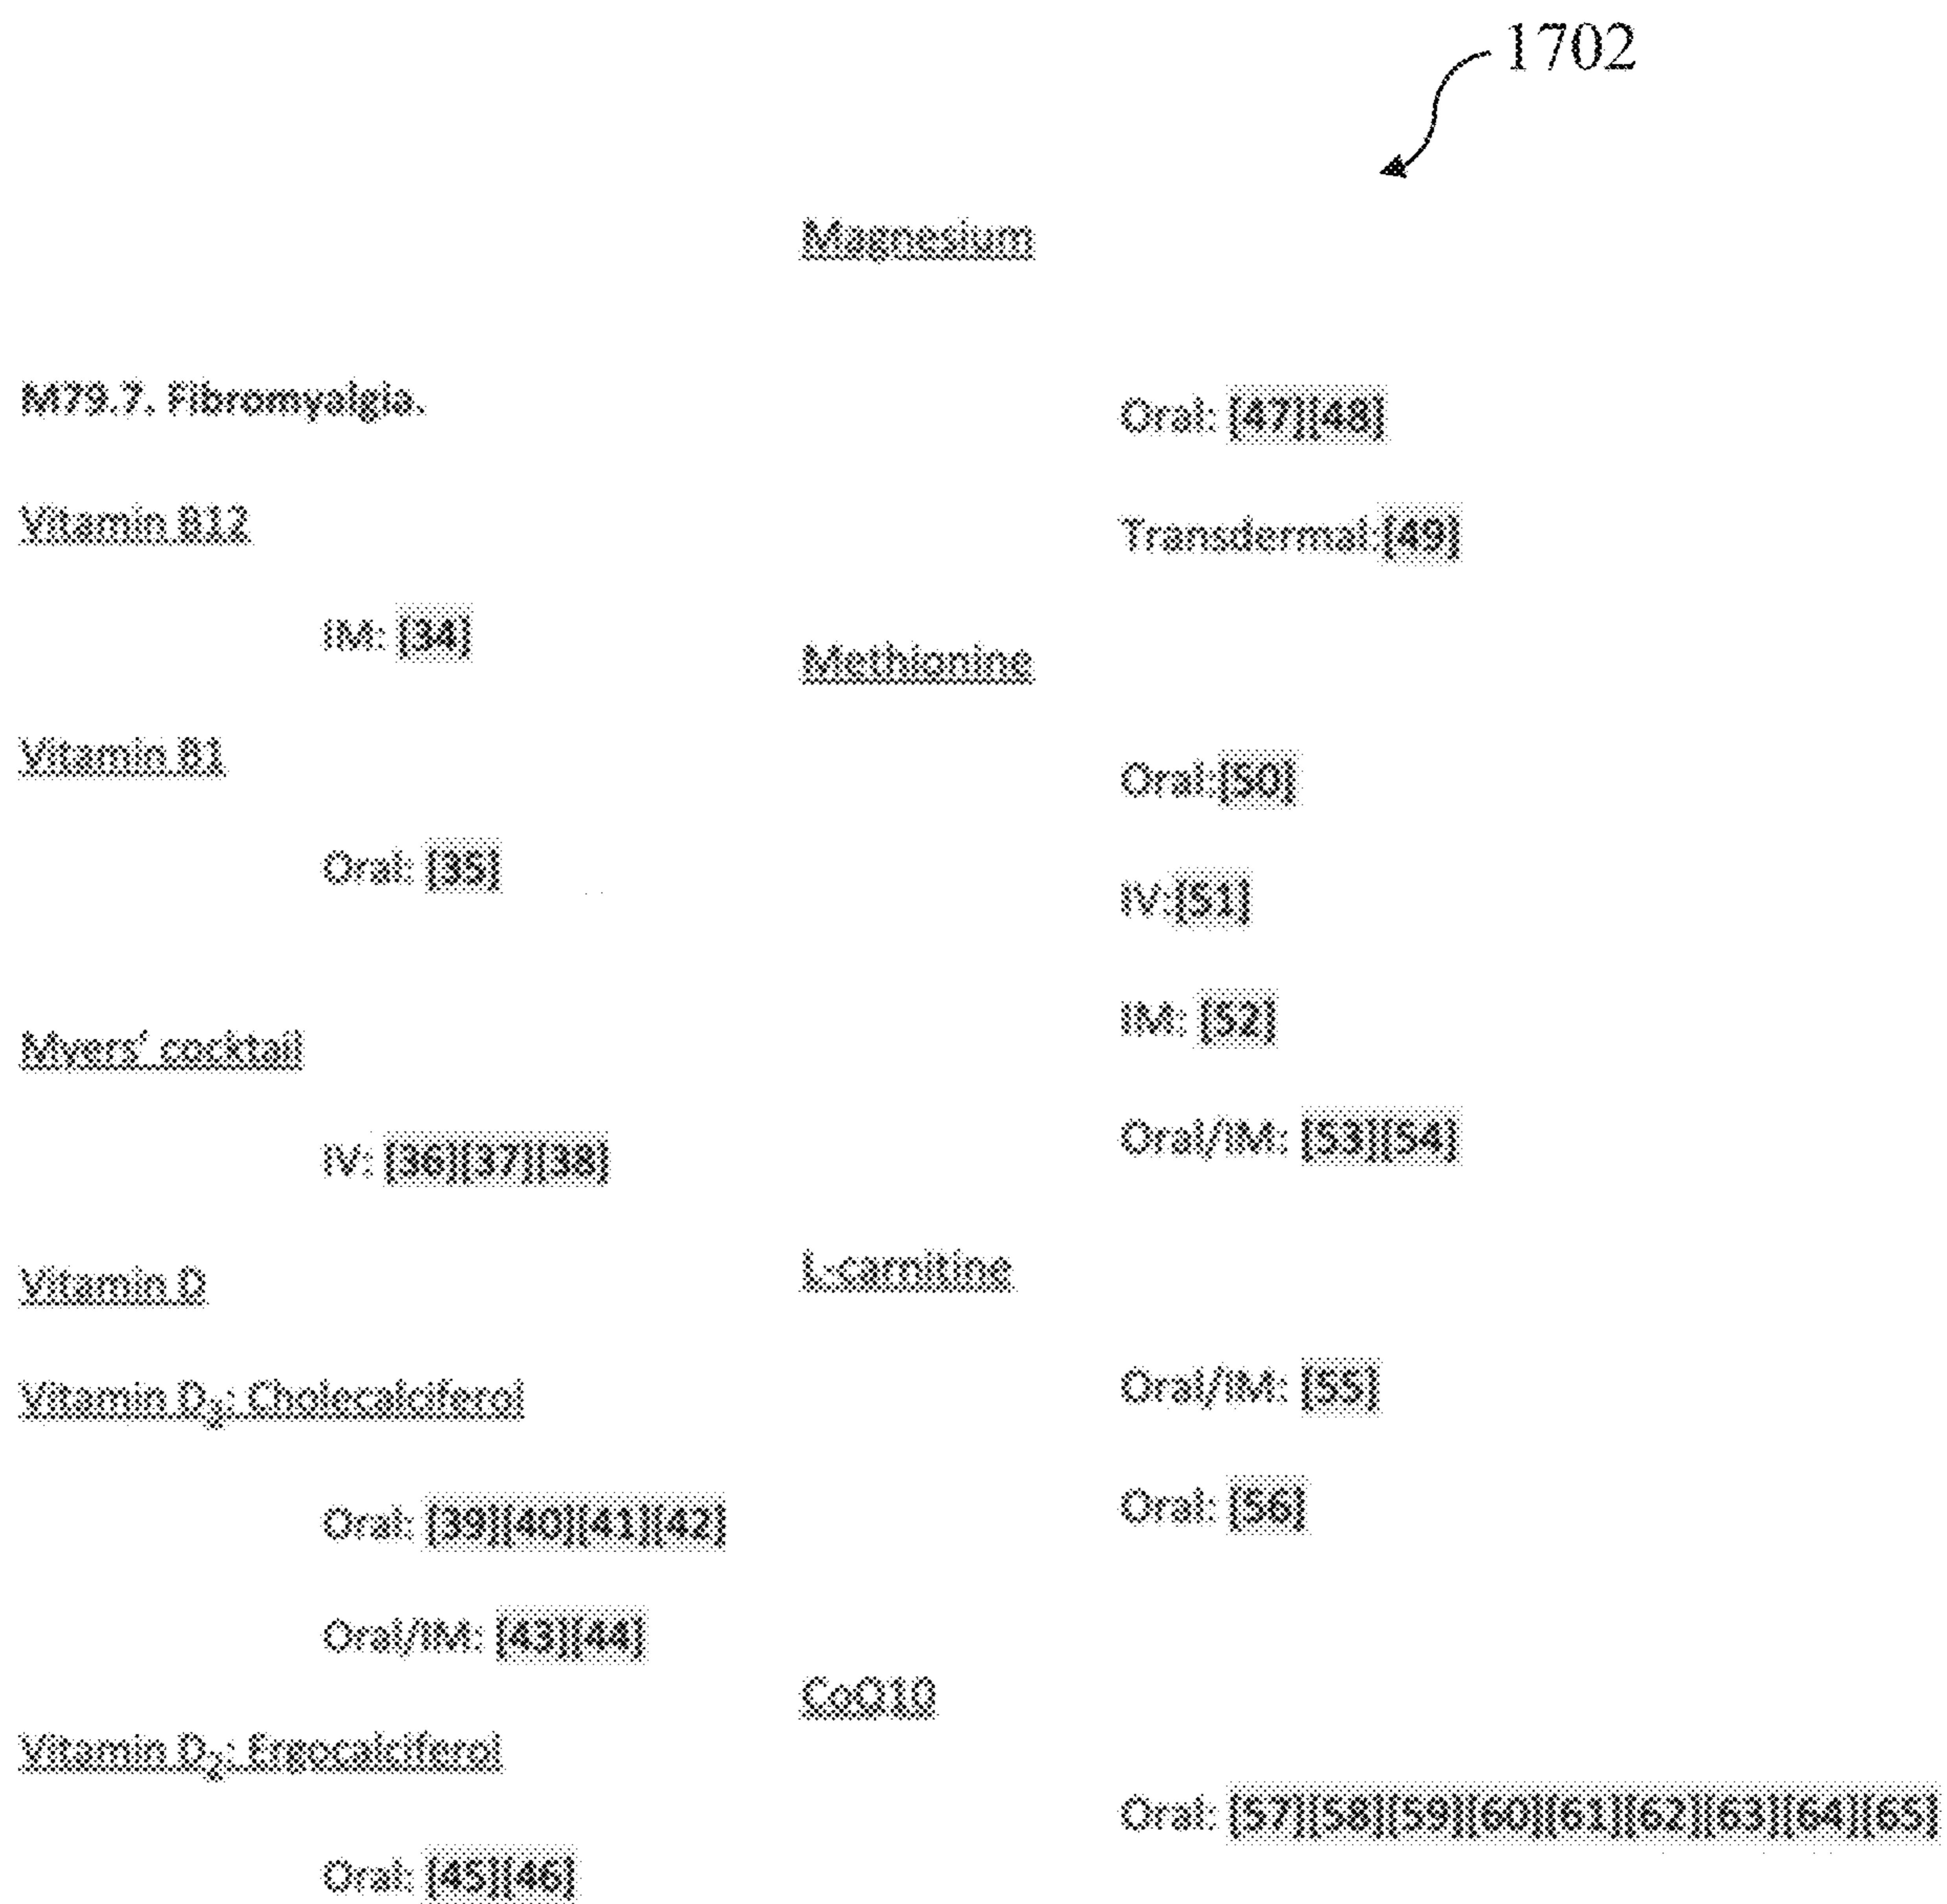 1702
M79.7. Fibromyalgia.
Vitamin B12
IM: [34]
Vitamin B1
Oral: [35]
Myers' cocktail
IV: [36][37][38]
Vitamin D
Vitamin D3: Cholecalciferol
Oral: [39][40][41][42]
Oral/IM: [43][44]
Vitamin D2: Ergocalciferol
Oral: [45][46]
Magnesium
Oral: [47][48]
Transdermal:[49]
Methionine
Oral:[50]
IV:[51]
IM: [52]
Oral/IM: [53][54]
L-carnitine
Oral/IM: [55]
Oral: [56]
CoQ10
Oral: [57][58][59][60][61][62][63][64][65]